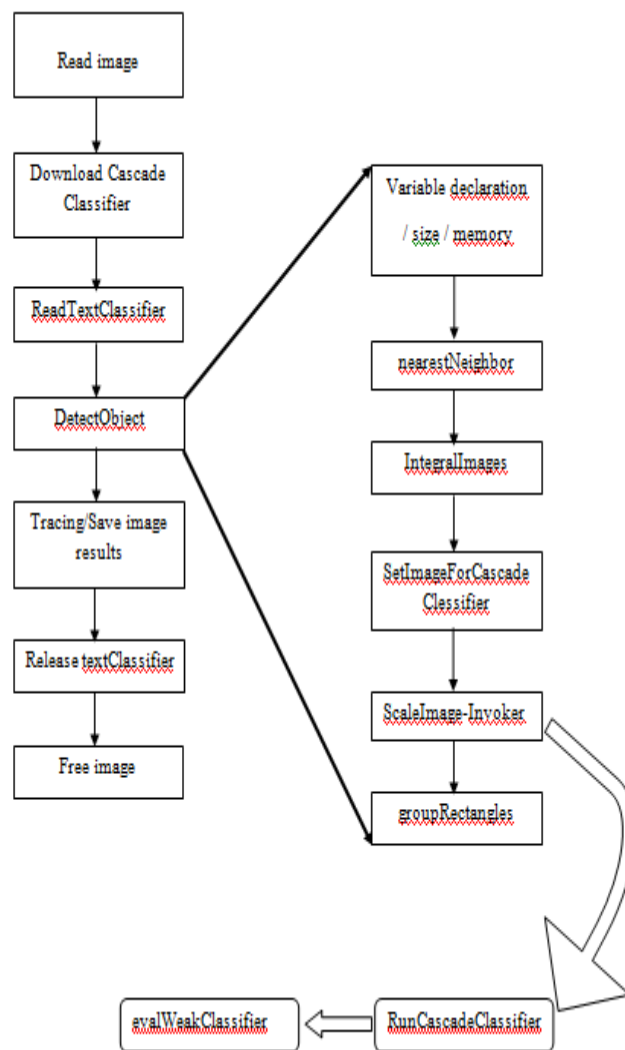 Read image
Download Cascade
Classifier
ReadTextClassifier
DetectObject
Tracing/Save image
results
Release textClassifier
Free image
Variable declaration
/ size / memory
nearestNeighbor
IntegralImages
SetImageForCascade
Clessifier
ScaleImage-Invoker
groupRectangles
RunCascadeClassifier
evalWeakClassifier